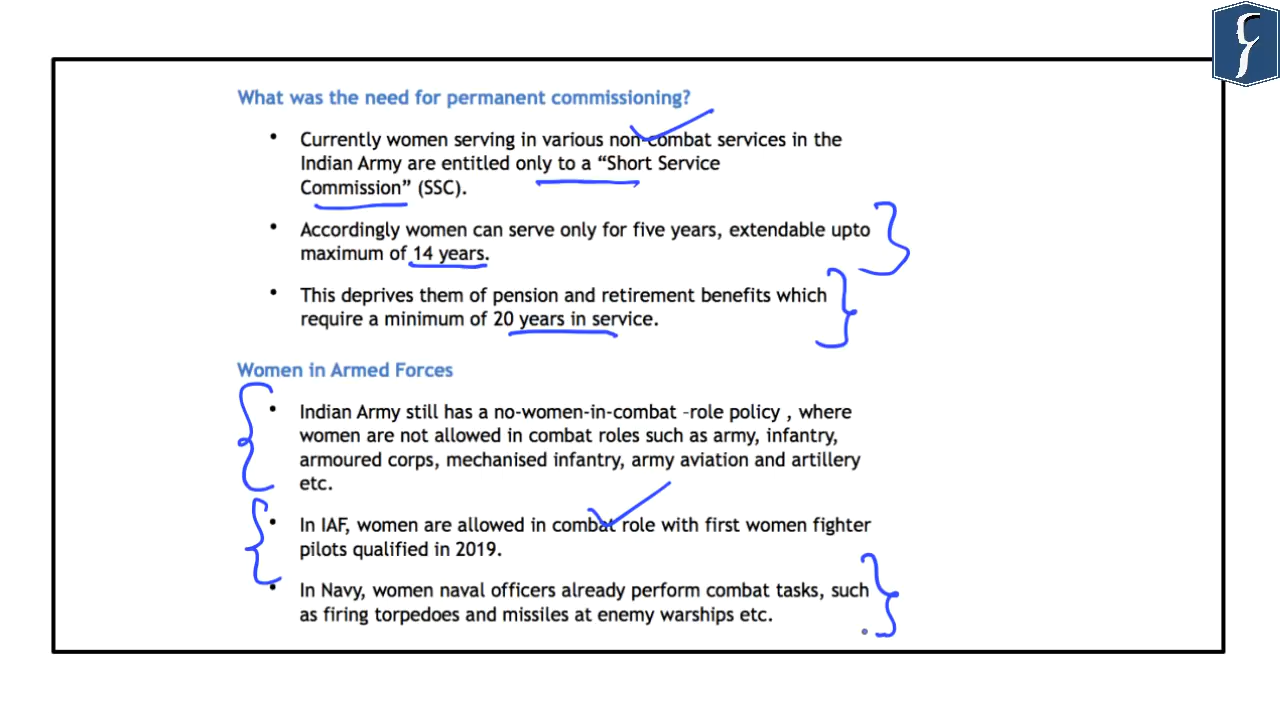 What was the need for permanent commissioning?
• Currently women serving in various non-combat services in the
Indian Army are entitled only to a “Short Service
Commission” (SSC).
• Accordingly women can serve only for five years, extendable upto
maximum of 14 years.
• This deprives them of pension and retirement benefits which
require a minimum of 20 years in service.
Women in Armed Forces
• Indian Army still has a no-women-in-combat -role policy , where
women are not allowed in combat roles such as army, infantry,
armoured corps, mechanised infantry, army aviation and artillery
etc.
• In IAF, women are allowed in combat role with first women fighter
pilots qualified in 2019.
• In Navy, women naval officers already perform combat tasks, such
as firing torpedoes and missiles at enemy warships etc.